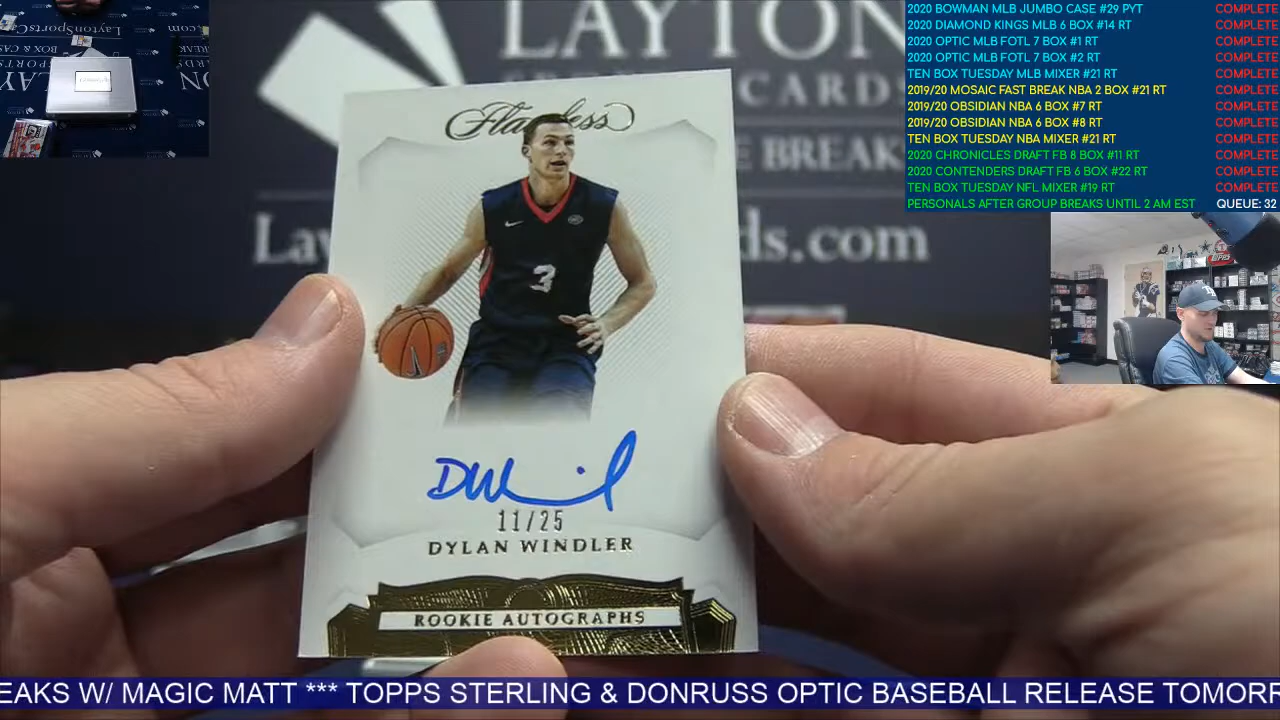 2020 BOWMAN MLB JUMBO CASE #29 PYT COMPLETE
2020 DIAMOND KINGS MLB 6 BOX #14 RT COMPLETE
2020 OPTIC MLB FOTL 7 BOX #1 RT COMPLETE
2020 OPTIC MLB FOTL 7 BOX #2 RT COMPLETE
TEN BOX TUESDAY MLB MIXER #21 RT COMPLETE
2019/20 MOSAIC FAST BREAK NBA 2 BOX #21 RT COMPLETE
2019/20 OBSIDIAN NBA 6 BOX #7 RT COMPLETE
2019/20 OBSIDIAN NBA 6 BOX #8 RT COMPLETE
TEN BOX TUESDAY NBA MIXER #21 RT COMPLETE
2020 CHRONICLES DRAFT FB 8 BOX #11 RT COMPLETE
2020 CONTENDERS DRAFT FB 6 BOX #22 RT COMPLETE
TEN BOX TUESDAY NFL MIXER #19 RT COMPLETE
PERSONALS AFTER GROUP BREAKS UNTIL 2 AM EST QUEUE: 32
LAYTON
CARDS
BREAK
Lay ds.com
Flawless
3
11/25
DYLAN WINDLER
ROOKIE AUTOGRAPHS
EAKS W/ MAGIC MATT *** TOPPS STERLING & DONRUSS OPTIC BASEBALL RELEASE TOMORR